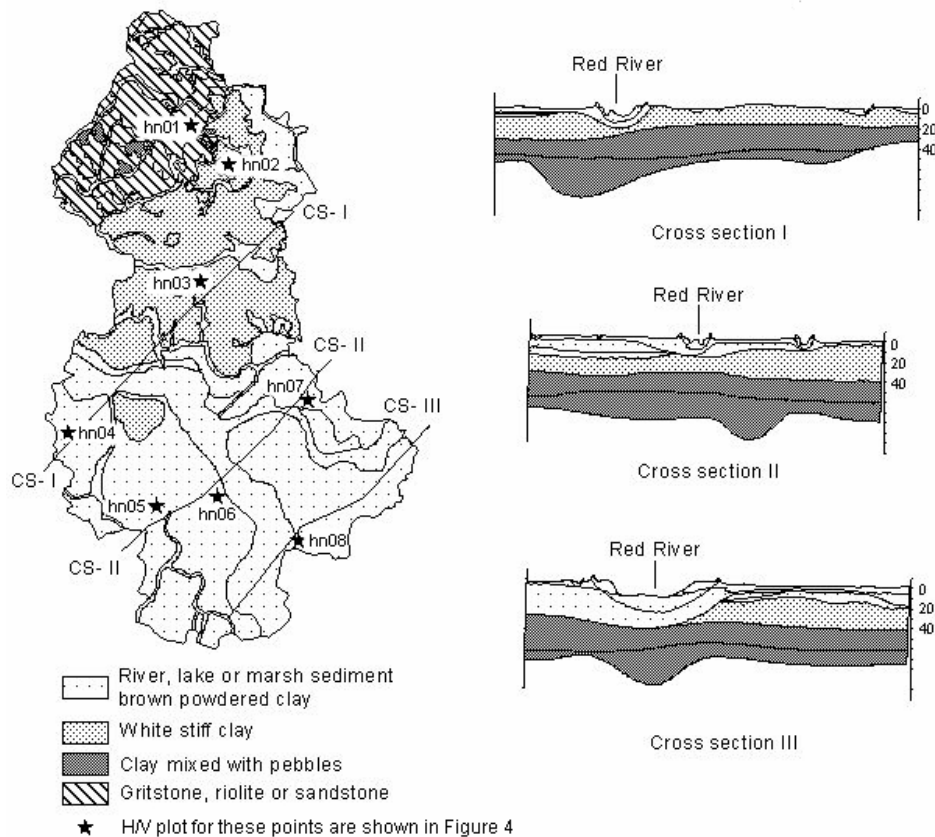 hn01
hn02
CS- I
hn03
CS- II
hn07
CS- III
hn04
CS- I
hn05
hn06
hn08
CS- II
River, lake or marsh sediment
brown powdered clay
White stiff clay
Clay mixed with pebbles
Gritstone, riolite or sandstone
H/V plot for these points are shown in Figure 4
Red River
0
20
40
Cross section I
Red River
0
20
40
Cross section II
Red River
0
20
40
Cross section III